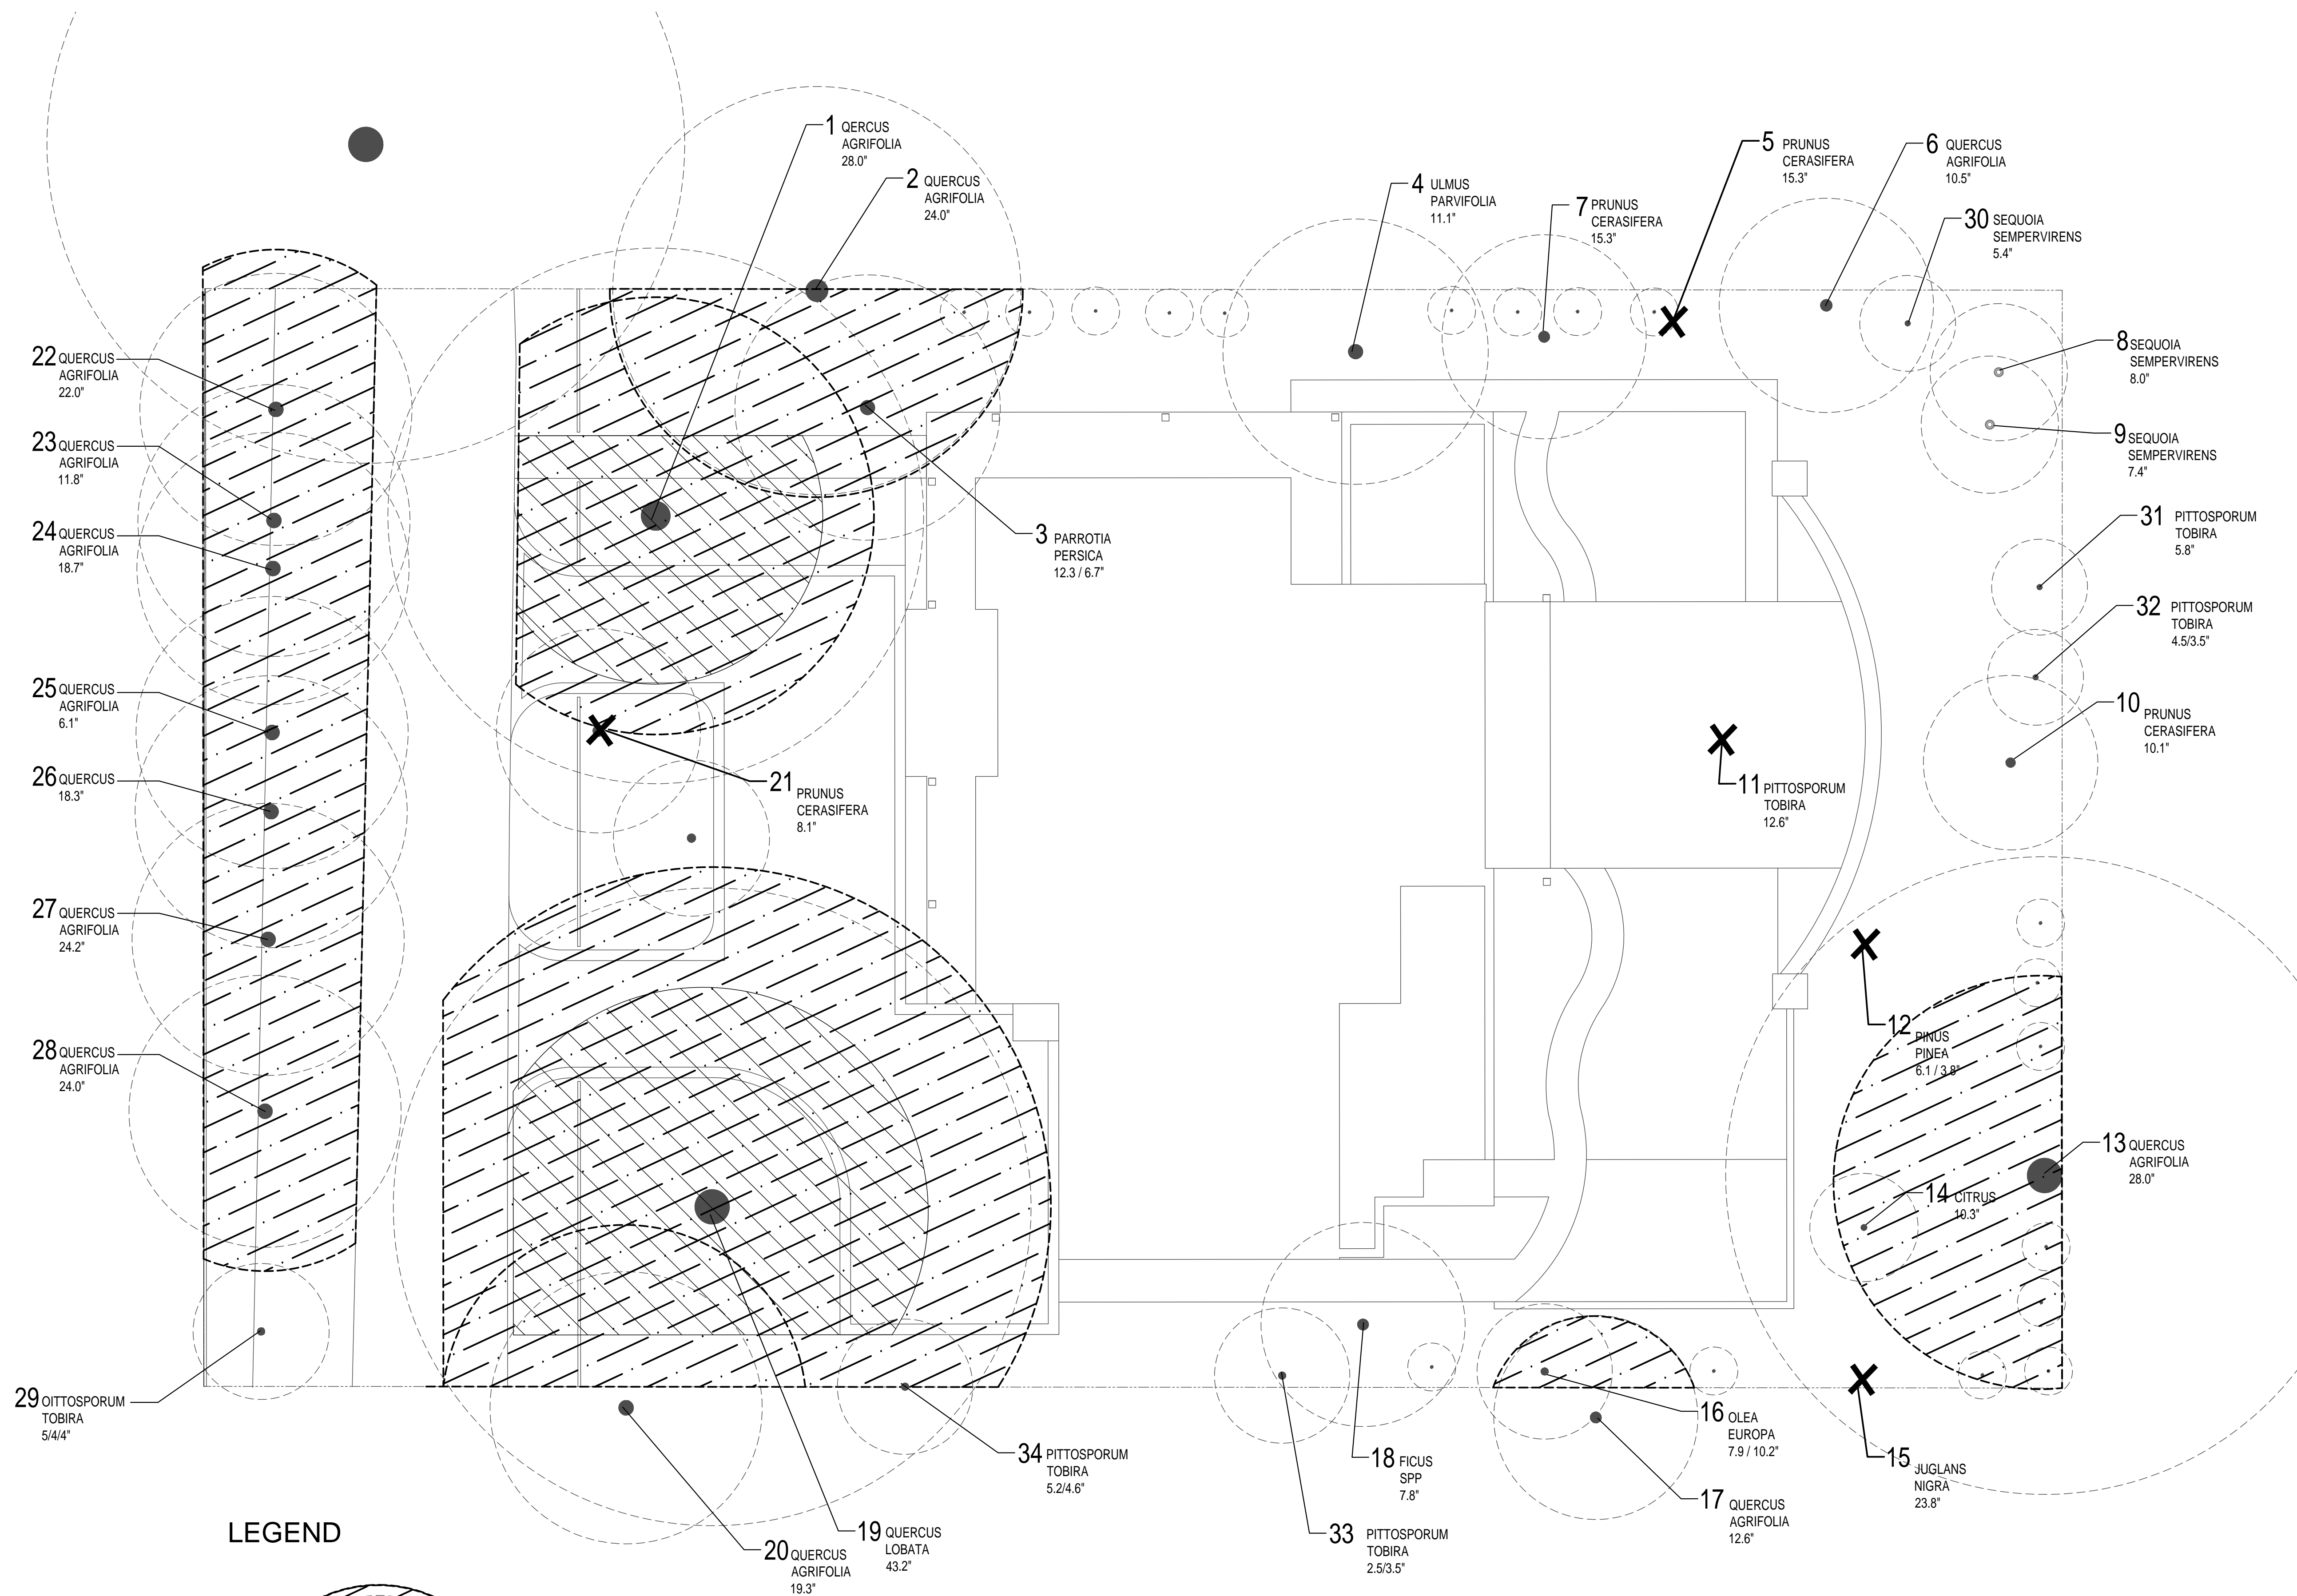 1 QERCUS
AGRIFOLIA
28.0"
2 QUERCUS
AGRIFOLIA
24.0"
4 ULMUS
PARVIFOLIA
11.1"
7 PRUNUS
CERASIFERA
15.3"
5 PRUNUS
CERASIFERA
15.3"
6 QUERCUS
AGRIFOLIA
10.5"
30 SEQUOIA
SEMPERVIRENS
5.4"
8 SEQUOIA
SEMPERVIRENS
8.0"
9 SEQUOIA
SEMPERVIRENS
7.4"
22 QUERCUS
AGRIFOLIA
22.0"
23 QUERCUS
AGRIFOLIA
11.8"
24 QUERCUS
AGRIFOLIA
18.7"
3 PARROTIA
PERSICA
12.3 / 6.7"
31 PITTOSPORUM
TOBIRA
5.8"
32 PITTOSPORUM
TOBIRA
4.5/3.5"
25 QUERCUS
AGRIFOLIA
6.1"
10 PRUNUS
CERASIFERA
10.1"
26 QUERCUS
18.3"
21 PRUNUS
CERASIFERA
8.1"
11 PITTOSPORUM
TOBIRA
12.6"
27 QUERCUS
AGRIFOLIA
24.2"
12 PINUS
PINEA
6.1 / 3.8"
28 QUERCUS
AGRIFOLIA
24.0"
13 QUERCUS
AGRIFOLIA
28.0"
14 CITRUS
10.3"
29 OITTOSPORUM
TOBIRA
5/4/4"
34 PITTOSPORUM
TOBIRA
5.2/4.6"
18 FICUS
SPP
7.8"
16 OLEA
EUROPA
7.9 / 10.2"
15 JUGLANS
NIGRA
23.8"
17 QUERCUS
AGRIFOLIA
12.6"
33 PITTOSPORUM
TOBIRA
2.5/3.5"
19 QUERCUS
LOBATA
43.2"
20 QUERCUS
AGRIFOLIA
19.3"
LEGEND